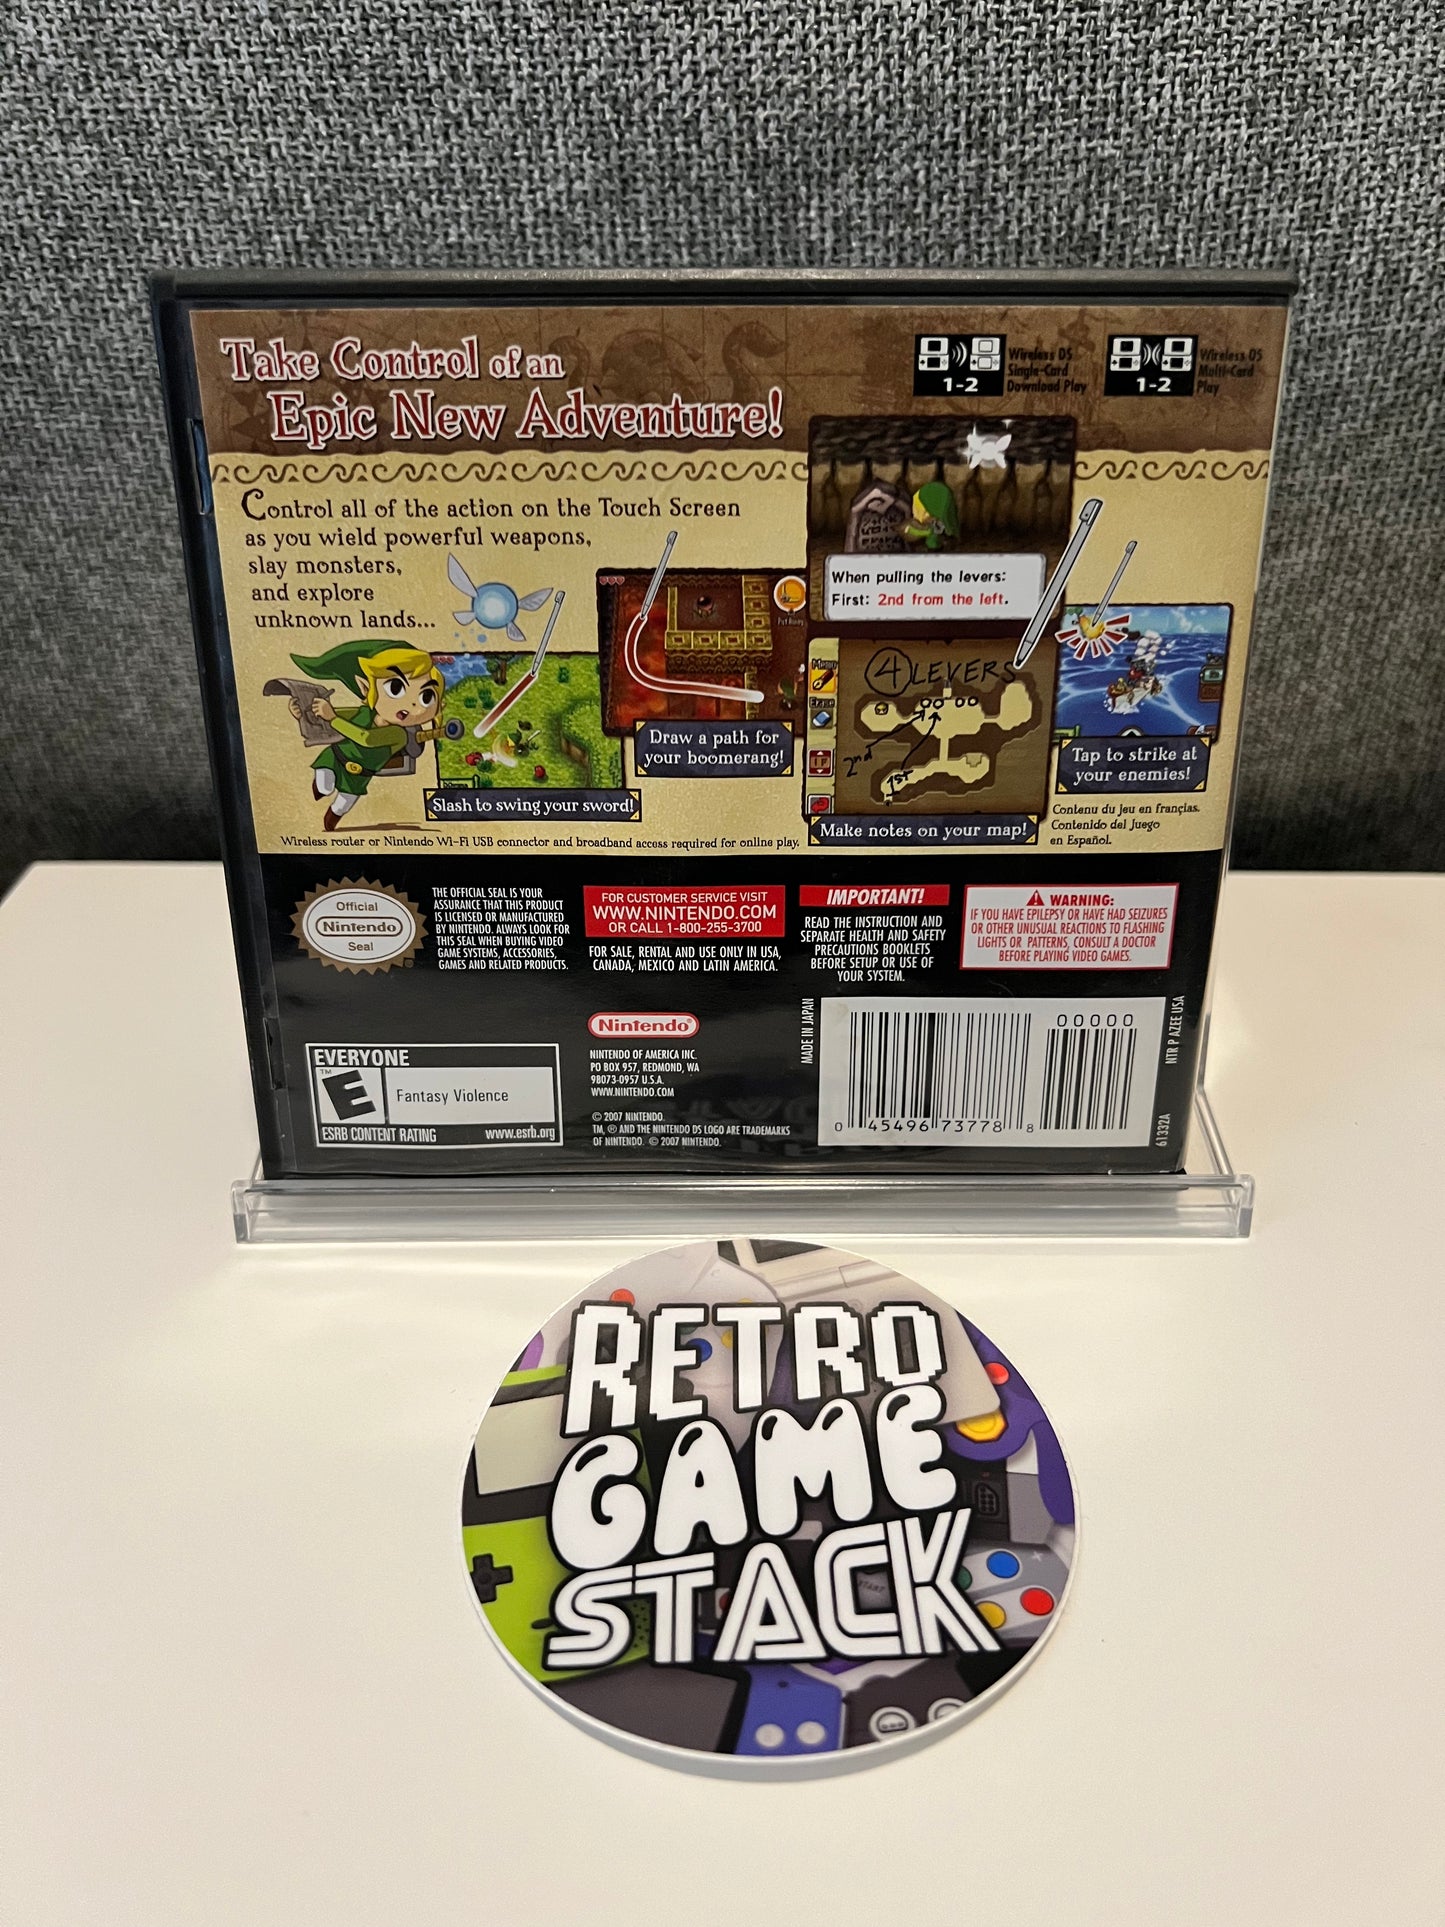 Take Control of an
Epic New Adventure!
1-2
Wireless DS
Single-Card
Download Play
1-2
Wireless DS
Multi-Card
Play
Control all of the action on the Touch Screen
as you wield powerful weapons,
slay monsters,
and explore
unknown lands...
When pulling the levers:
First: 2nd from the left.
Menu
Erase
4 LEVERS
2nd
1st
Slash to swing your sword!
Draw a path for
your boomerang!
Make notes on your map!
Tap to strike at
your enemies!
Contenu du jeu en françias.
Contenido del Juego
en Español.
Wireless router or Nintendo Wi-Fi USB connector and broadband access required for online play.
Official
Nintendo
Seal
THE OFFICIAL SEAL IS YOUR
ASSURANCE THAT THIS PRODUCT
IS LICENSED OR MANUFACTURED
BY NINTENDO. ALWAYS LOOK FOR
THIS SEAL WHEN BUYING VIDEO
GAME SYSTEMS, ACCESSORIES,
GAMES AND RELATED PRODUCTS.
FOR CUSTOMER SERVICE VISIT
WWW.NINTENDO.COM
OR CALL 1-800-255-3700
FOR SALE, RENTAL AND USE ONLY IN USA,
CANADA, MEXICO AND LATIN AMERICA.
IMPORTANT!
READ THE INSTRUCTION AND
SEPARATE HEALTH AND SAFETY
PRECAUTIONS BOOKLETS
BEFORE SETUP OR USE OF
YOUR SYSTEM.
WARNING:
IF YOU HAVE EPILEPSY OR HAVE HAD SEIZURES
OR OTHER UNUSUAL REACTIONS TO FLASHING
LIGHTS OR PATTERNS, CONSULT A DOCTOR
BEFORE PLAYING VIDEO GAMES.
EVERYONE
E
TM
Fantasy Violence
ESRB CONTENT RATING www.esrb.org
Nintendo®
NINTENDO OF AMERICA INC.
PO BOX 957, REDMOND, WA
98073-0957 U.S.A.
WWW.NINTENDO.COM
© 2007 NINTENDO.
TM, ® AND THE NINTENDO DS LOGO ARE TRADEMARKS
OF NINTENDO. © 2007 NINTENDO.
MADE IN JAPAN
00000
0 45496 73778 8
NTR P AZEE USA
61332A
RETRO
GAME
STACK
START